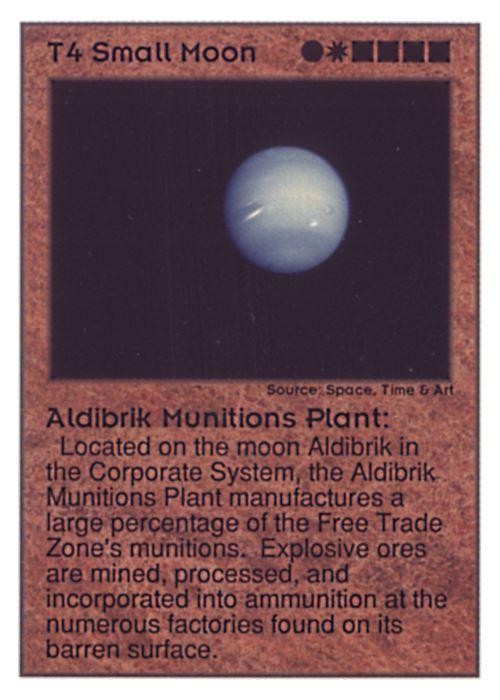 T4 Small Moon
Source: Space, Time & Art
Aldibrik Munitions Plant:
Located on the moon Aldibrik in
the Corporate System, the Aldibrik
Munitions Plant manufactures a
large percentage of the Free Trade
Zone's munitions. Explosive ores
are mined, processed, and
incorporated into ammunition at the
numerous factories found on its
barren surface.